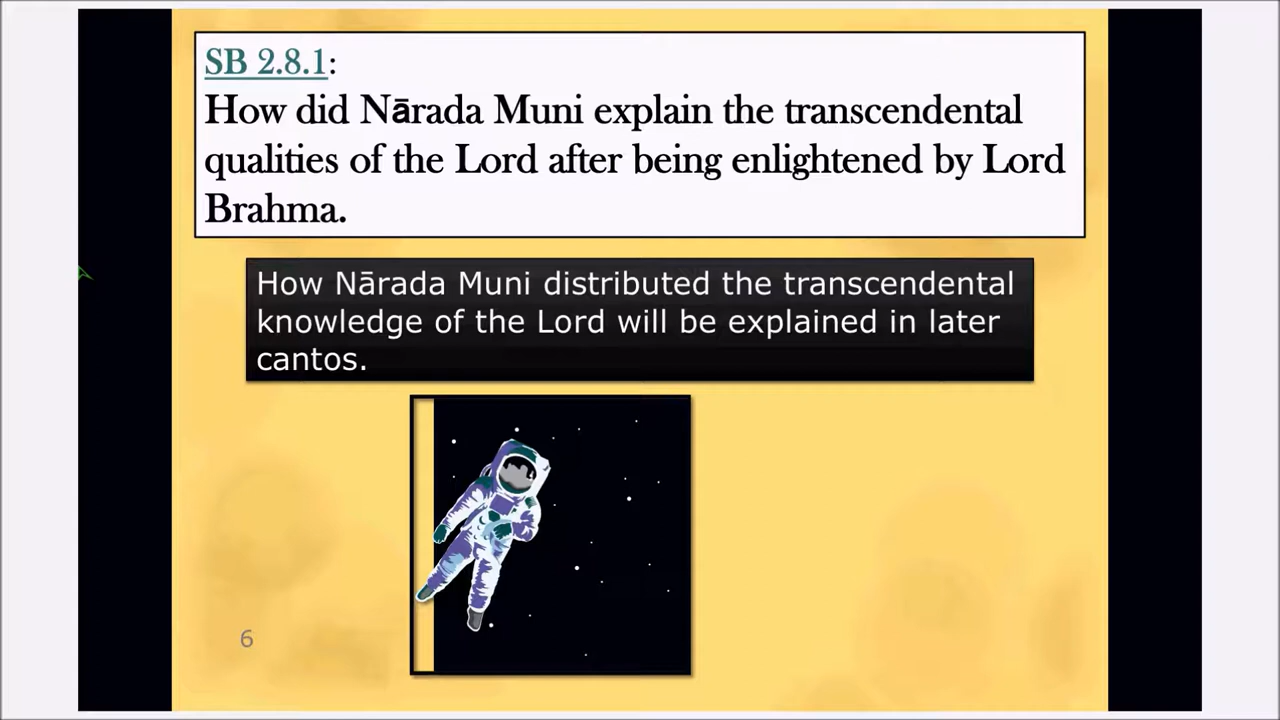 SB 2.8.1:
How did Nārada Muni explain the transcendental
qualities of the Lord after being enlightened by Lord
Brahma.
How Nārada Muni distributed the transcendental
knowledge of the Lord will be explained in later
cantos.
6